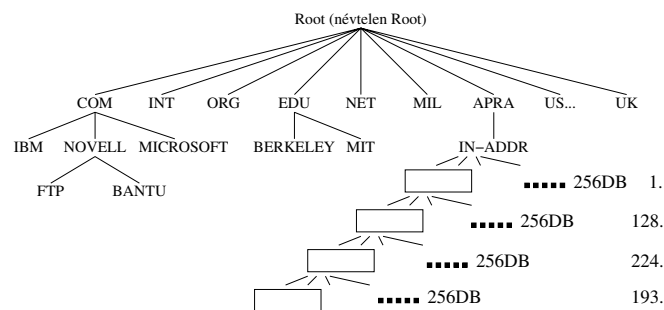 Root (névtelen Root)
COM INT ORG EDU NET MIL APRA US... UK
IBM NOVELL MICROSOFT BERKELEY MIT IN-ADDR
FTP BANTU
256DB 1.
256DB 128.
256DB 224.
256DB 193.